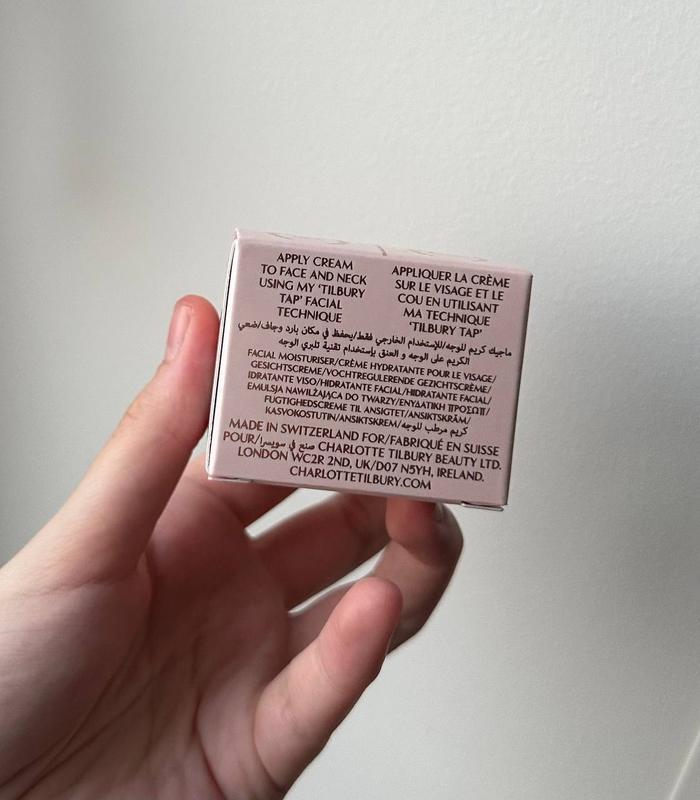 APPLY CREAM
TO FACE AND NECK
USING MY ‘TILBURY
TAP’ FACIAL
TECHNIQUE
APPLIQUER LA CRÈME
SUR LE VISAGE ET LE
COU EN UTILISANT
MA TECHNIQUE
‘TILBURY TAP’
ماجيك كريم للوجه/للإستخدام الخارجي فقط/يحفظ في مكان بارد وجاف/ضعي
الكريم على الوجه و العنق بإستخدام تقنية تلبري الوجه
FACIAL MOISTURISER/CRÈME HYDRATANTE POUR LE VISAGE/
GESICHTSCREME/VOCHTREGULERENDE GEZICHTSCRÈME/
IDRATANTE VISO/HIDRATANTE FACIAL/HIDRATANTE FACIAL/
EMULSJA NAWILŻAJĄCA DO TWARZY/ΕΝΥΔΑΤΙΚΗ ΠΡΟΣΩΠ/
FUGTIGHEDSCREME TIL ANSIGTET/ANSIKTSKRÄM/
KASVOKOSTUTIN/ANSIKTSKREM/كريم مرطب للوجه
MADE IN SWITZERLAND FOR/FABRIQUÉ EN SUISSE
POUR/صنع في سويسرا CHARLOTTE TILBURY BEAUTY LTD.
LONDON WC2R 2ND, UK/D07 N5YH, IRELAND.
CHARLOTTETILBURY.COM